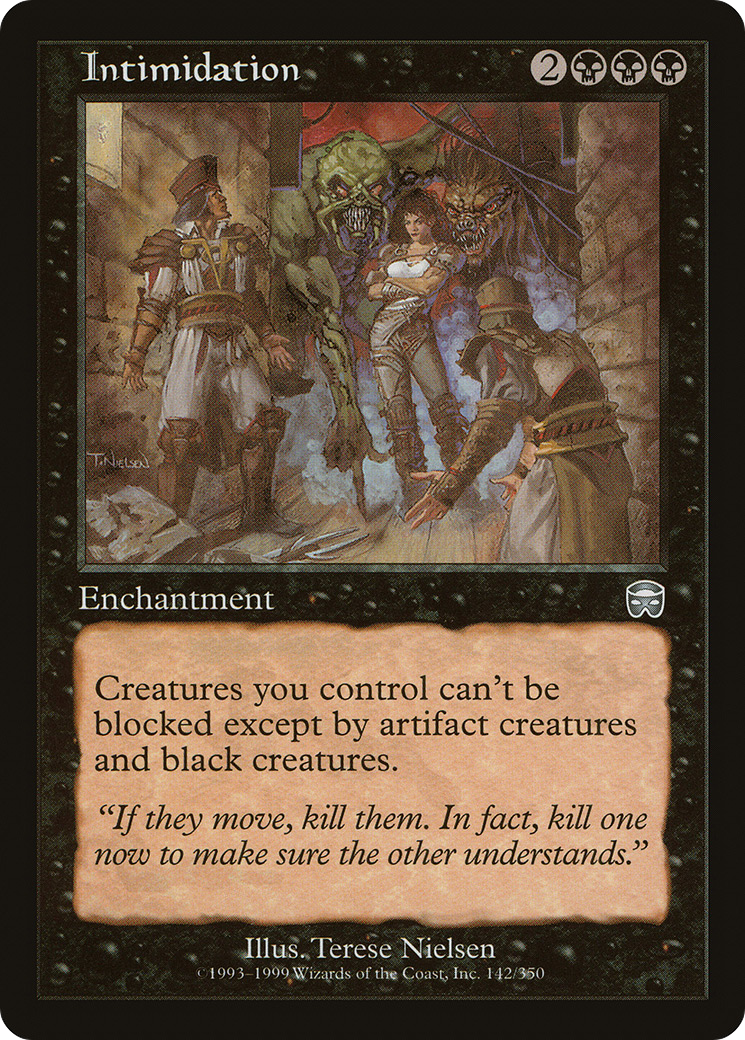 Intimidation 2
T. NIELSEN
Enchantment
Creatures you control can't be
blocked except by artifact creatures
and black creatures.
“If they move, kill them. In fact, kill one
now to make sure the other understands.”
Illus. Terese Nielsen
©1993–1999 Wizards of the Coast, Inc. 142/350